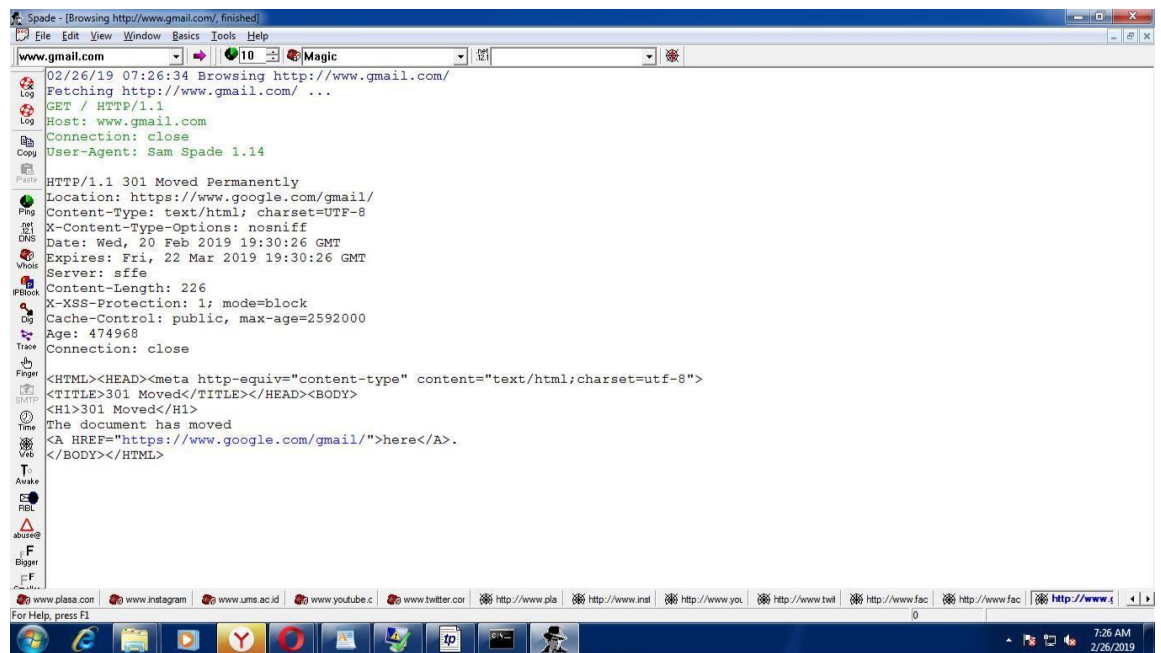 Spade - [Browsing http://www.gmail.com/, finished]
File Edit View Window Basics Tools Help
www.gmail.com 10 Magic .net .12.1
02/26/19 07:26:34 Browsing http://www.gmail.com/
Fetching http://www.gmail.com/ ...
GET / HTTP/1.1
Host: www.gmail.com
Connection: close
User-Agent: Sam Spade 1.14
HTTP/1.1 301 Moved Permanently
Location: https://www.google.com/gmail/
Content-Type: text/html; charset=UTF-8
X-Content-Type-Options: nosniff
Date: Wed, 20 Feb 2019 19:30:26 GMT
Expires: Fri, 22 Mar 2019 19:30:26 GMT
Server: sffe
Content-Length: 226
X-XSS-Protection: 1; mode=block
Cache-Control: public, max-age=2592000
Age: 474968
Connection: close
<HTML><HEAD><meta http-equiv="content-type" content="text/html;charset=utf-8">
<TITLE>301 Moved</TITLE></HEAD><BODY>
<H1>301 Moved</H1>
The document has moved
<A HREF="https://www.google.com/gmail/">here</A>.
</BODY></HTML>
Log
Log
Copy
Paste
Ping
.net
.12.1
DNS
Whois
IPBlock
Dig
Trace
Finger
SMTP
Time
Web
Awake
RBL
abuse@
Bigger
www.plasa.com www.instagram www.ums.ac.id www.youtube.c www.twitter.cor http://www.pla http://www.inst http://www.you http://www.twit http://www.fac http://www.fac http://www.g
For Help, press F1 0
tp
7:26 AM
2/26/2019